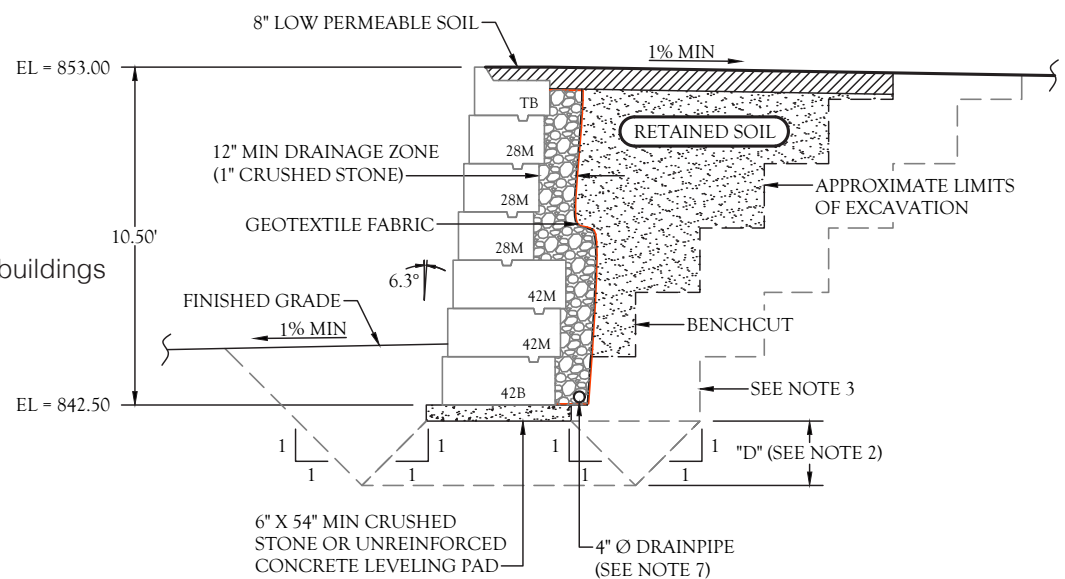 8" LOW PERMEABLE SOIL
EL = 853.00
1% MIN
TB
RETAINED SOIL
28M
12" MIN DRAINAGE ZONE
(1" CRUSHED STONE)
28M
APPROXIMATE LIMITS
OF EXCAVATION
GEOTEXTILE FABRIC
10.50'
28M
buildings
6.3°
42M
FINISHED GRADE
1% MIN
42M
BENCHCUT
42B
SEE NOTE 3
EL = 842.50
1
1
1
1
1
1
1
1
"D" (SEE NOTE 2)
6" X 54" MIN CRUSHED
STONE OR UNREINFORCED
CONCRETE LEVELING PAD
4" Ø DRAINPIPE
(SEE NOTE 7)